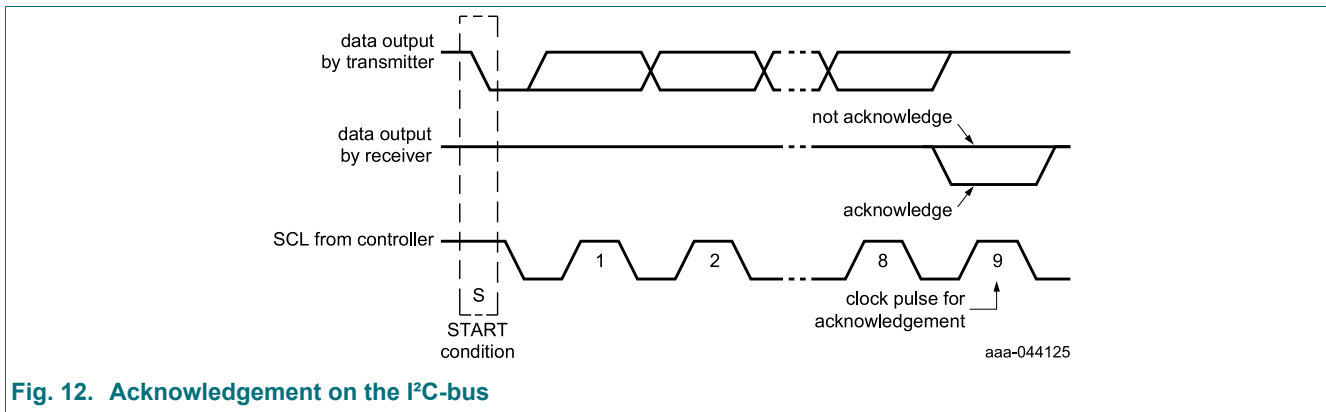 data output
by transmitter
not acknowledge
data output
by receiver
acknowledge
SCL from controller
1
2
8
9
S
START
condition
clock pulse for
acknowledgement
aaa-044125
Fig. 12. Acknowledgement on the I²C-bus